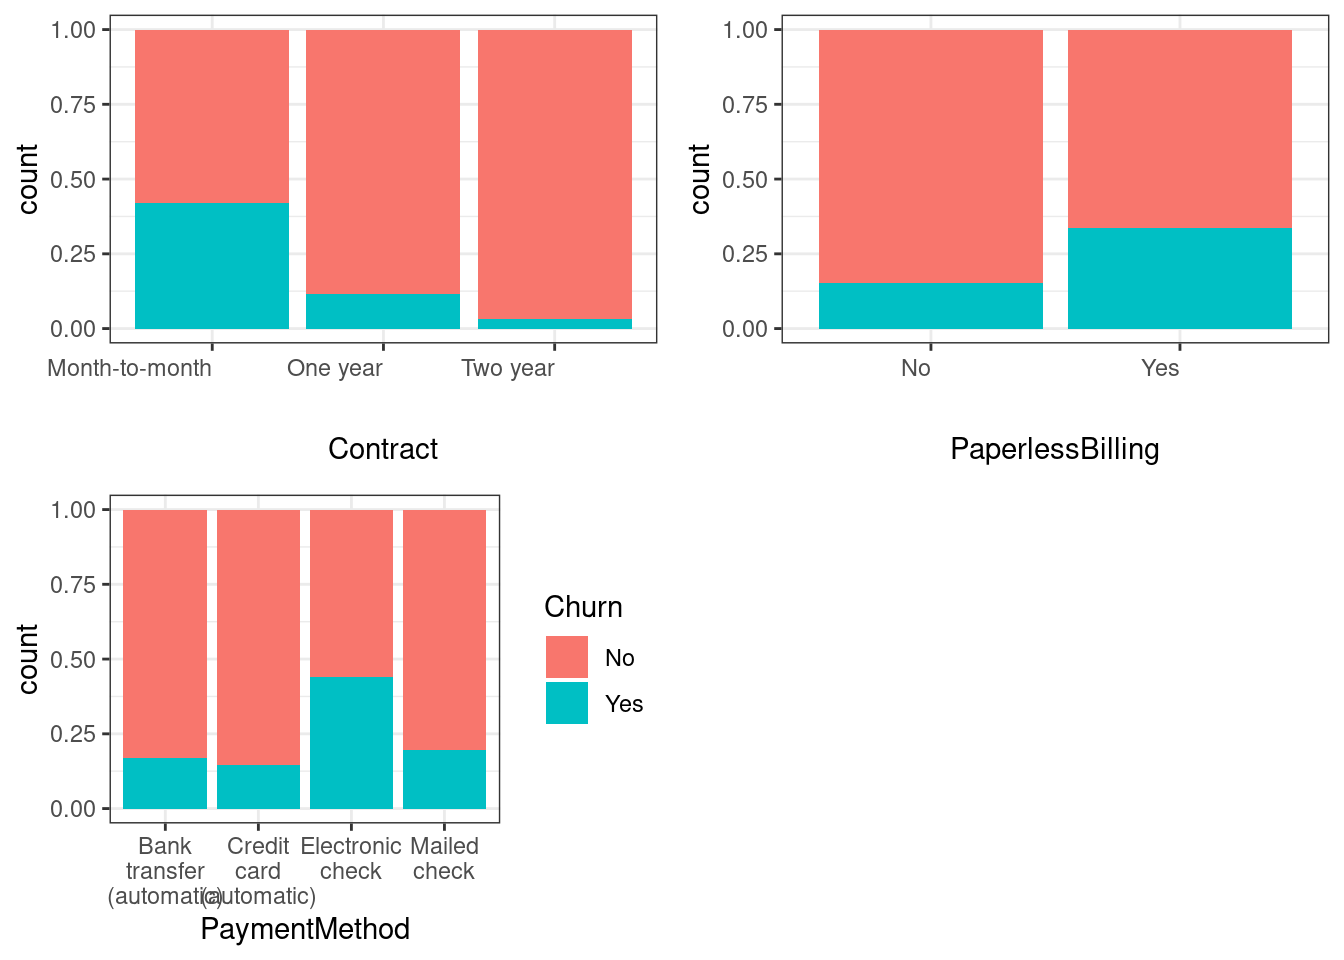 1.00
0.75
0.50
0.25
0.00
count
Month-to-month One year Two year
Contract
1.00
0.75
0.50
0.25
0.00
count
No Yes
PaperlessBilling
1.00
0.75
0.50
0.25
0.00
count
Bank transfer (automatic)
Credit card (automatic)
Electronic check
Mailed check
PaymentMethod
Churn
No
Yes